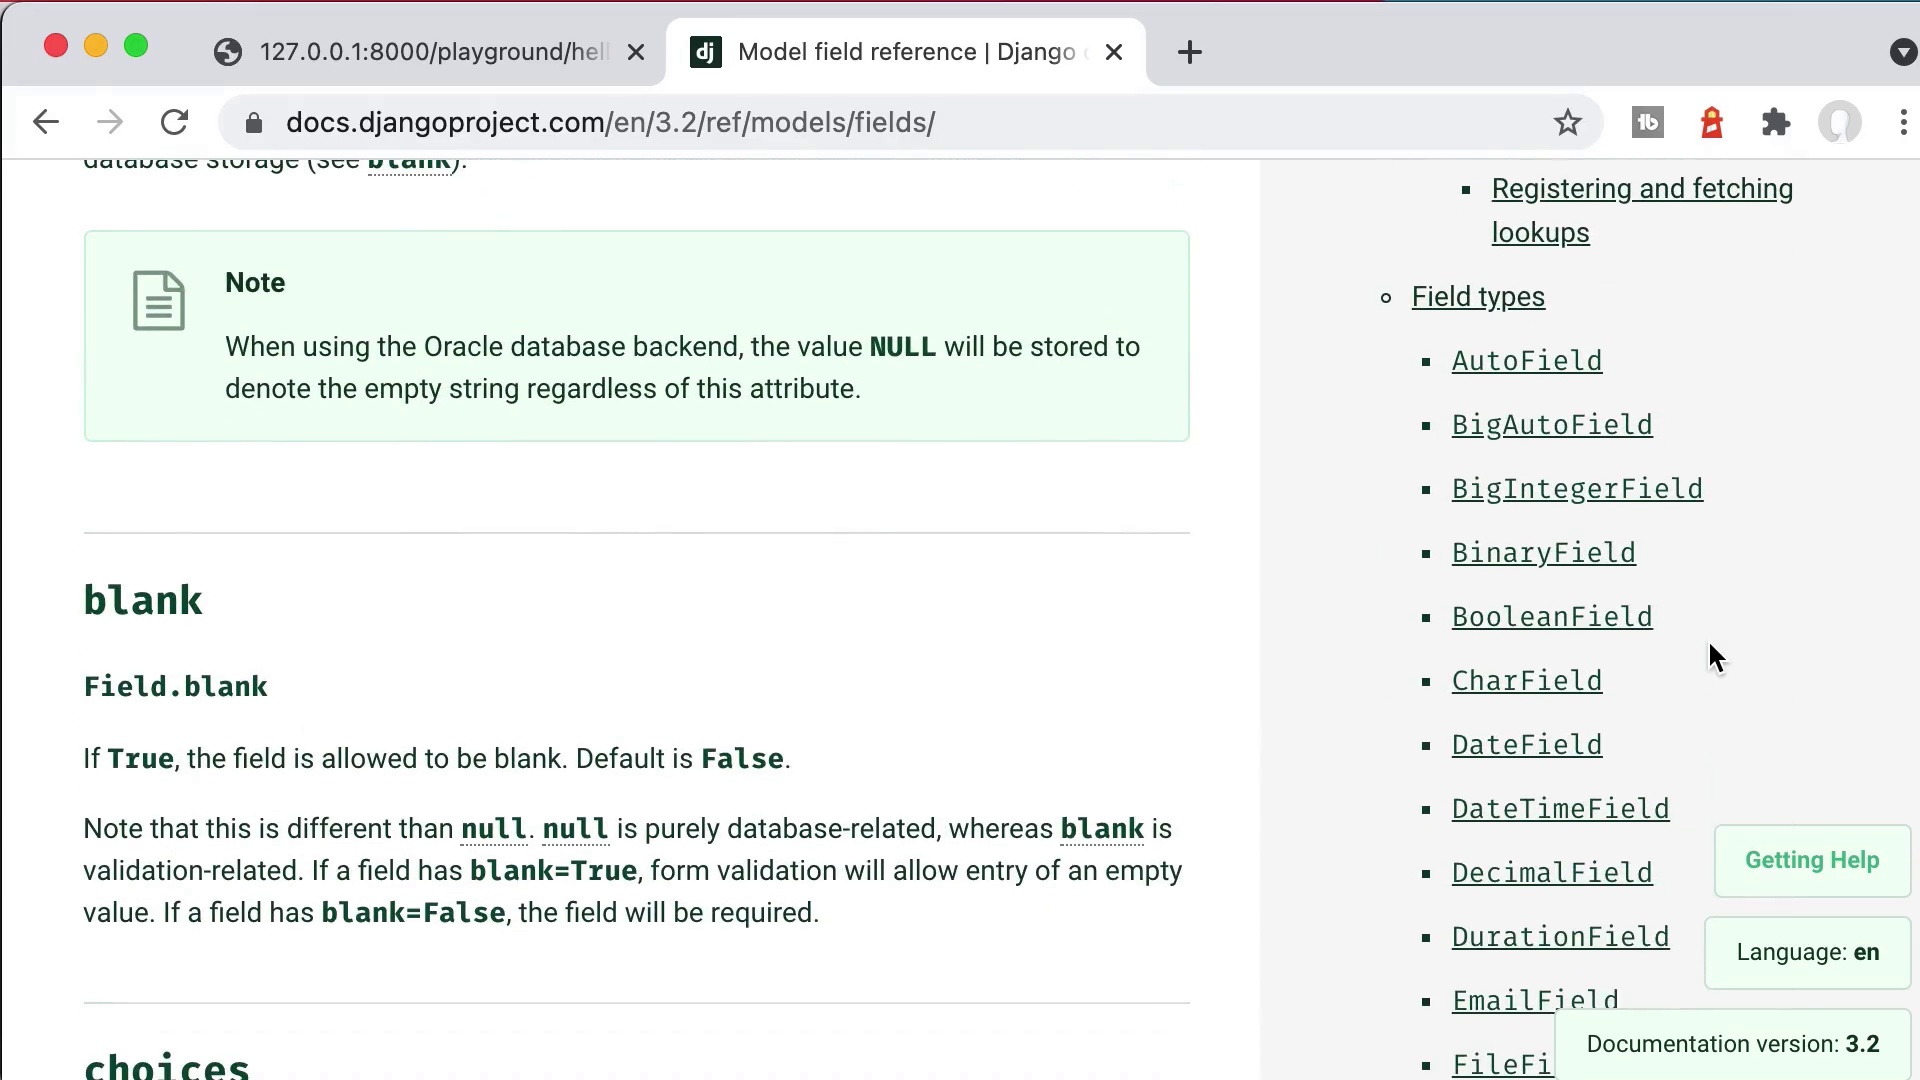 127.0.0.1:8000/playground/hell
Model field reference | Django
docs.djangoproject.com/en/3.2/ref/models/fields/
database storage (see blank).
Note
When using the Oracle database backend, the value NULL will be stored to
denote the empty string regardless of this attribute.
blank
Field.blank
If True, the field is allowed to be blank. Default is False.
Note that this is different than null. null is purely database-related, whereas blank is
validation-related. If a field has blank=True, form validation will allow entry of an empty
value. If a field has blank=False, the field will be required.
choices
Registering and fetching
lookups
Field types
AutoField
BigAutoField
BigIntegerField
BinaryField
BooleanField
CharField
DateField
DateTimeField
DecimalField
DurationField
EmailField
FileFi
Getting Help
Language: en
Documentation version: 3.2